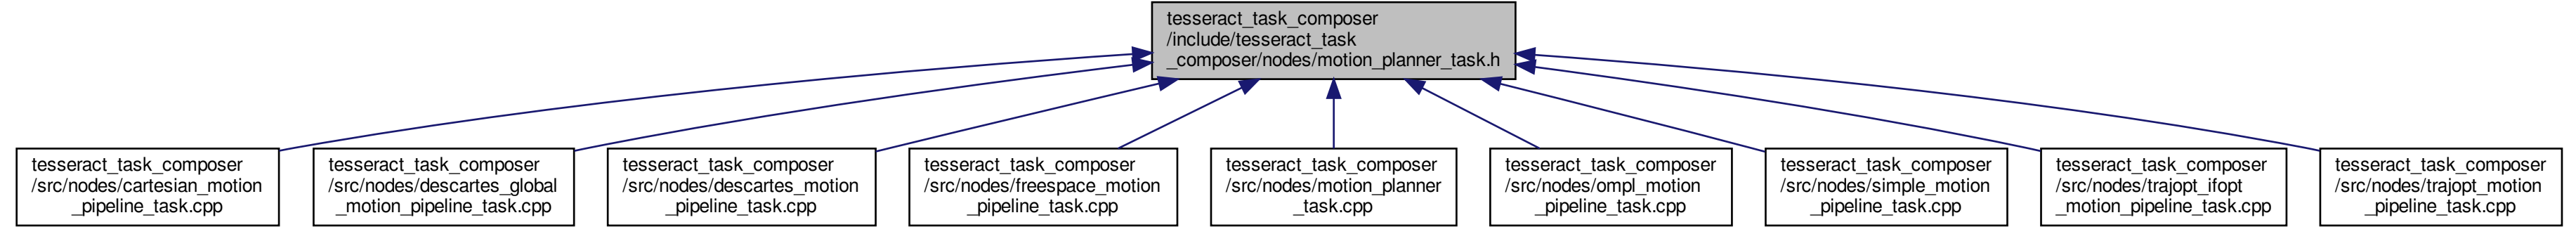 tesseract_task_composer
/include/tesseract_task
_composer/nodes/motion_planner_task.h
tesseract_task_composer
/src/nodes/cartesian_motion
_pipeline_task.cpp
tesseract_task_composer
/src/nodes/descartes_global
_motion_pipeline_task.cpp
tesseract_task_composer
/src/nodes/descartes_motion
_pipeline_task.cpp
tesseract_task_composer
/src/nodes/freespace_motion
_pipeline_task.cpp
tesseract_task_composer
/src/nodes/motion_planner
_task.cpp
tesseract_task_composer
/src/nodes/ompl_motion
_pipeline_task.cpp
tesseract_task_composer
/src/nodes/simple_motion
_pipeline_task.cpp
tesseract_task_composer
/src/nodes/trajopt_ifopt
_motion_pipeline_task.cpp
tesseract_task_composer
/src/nodes/trajopt_motion
_pipeline_task.cpp